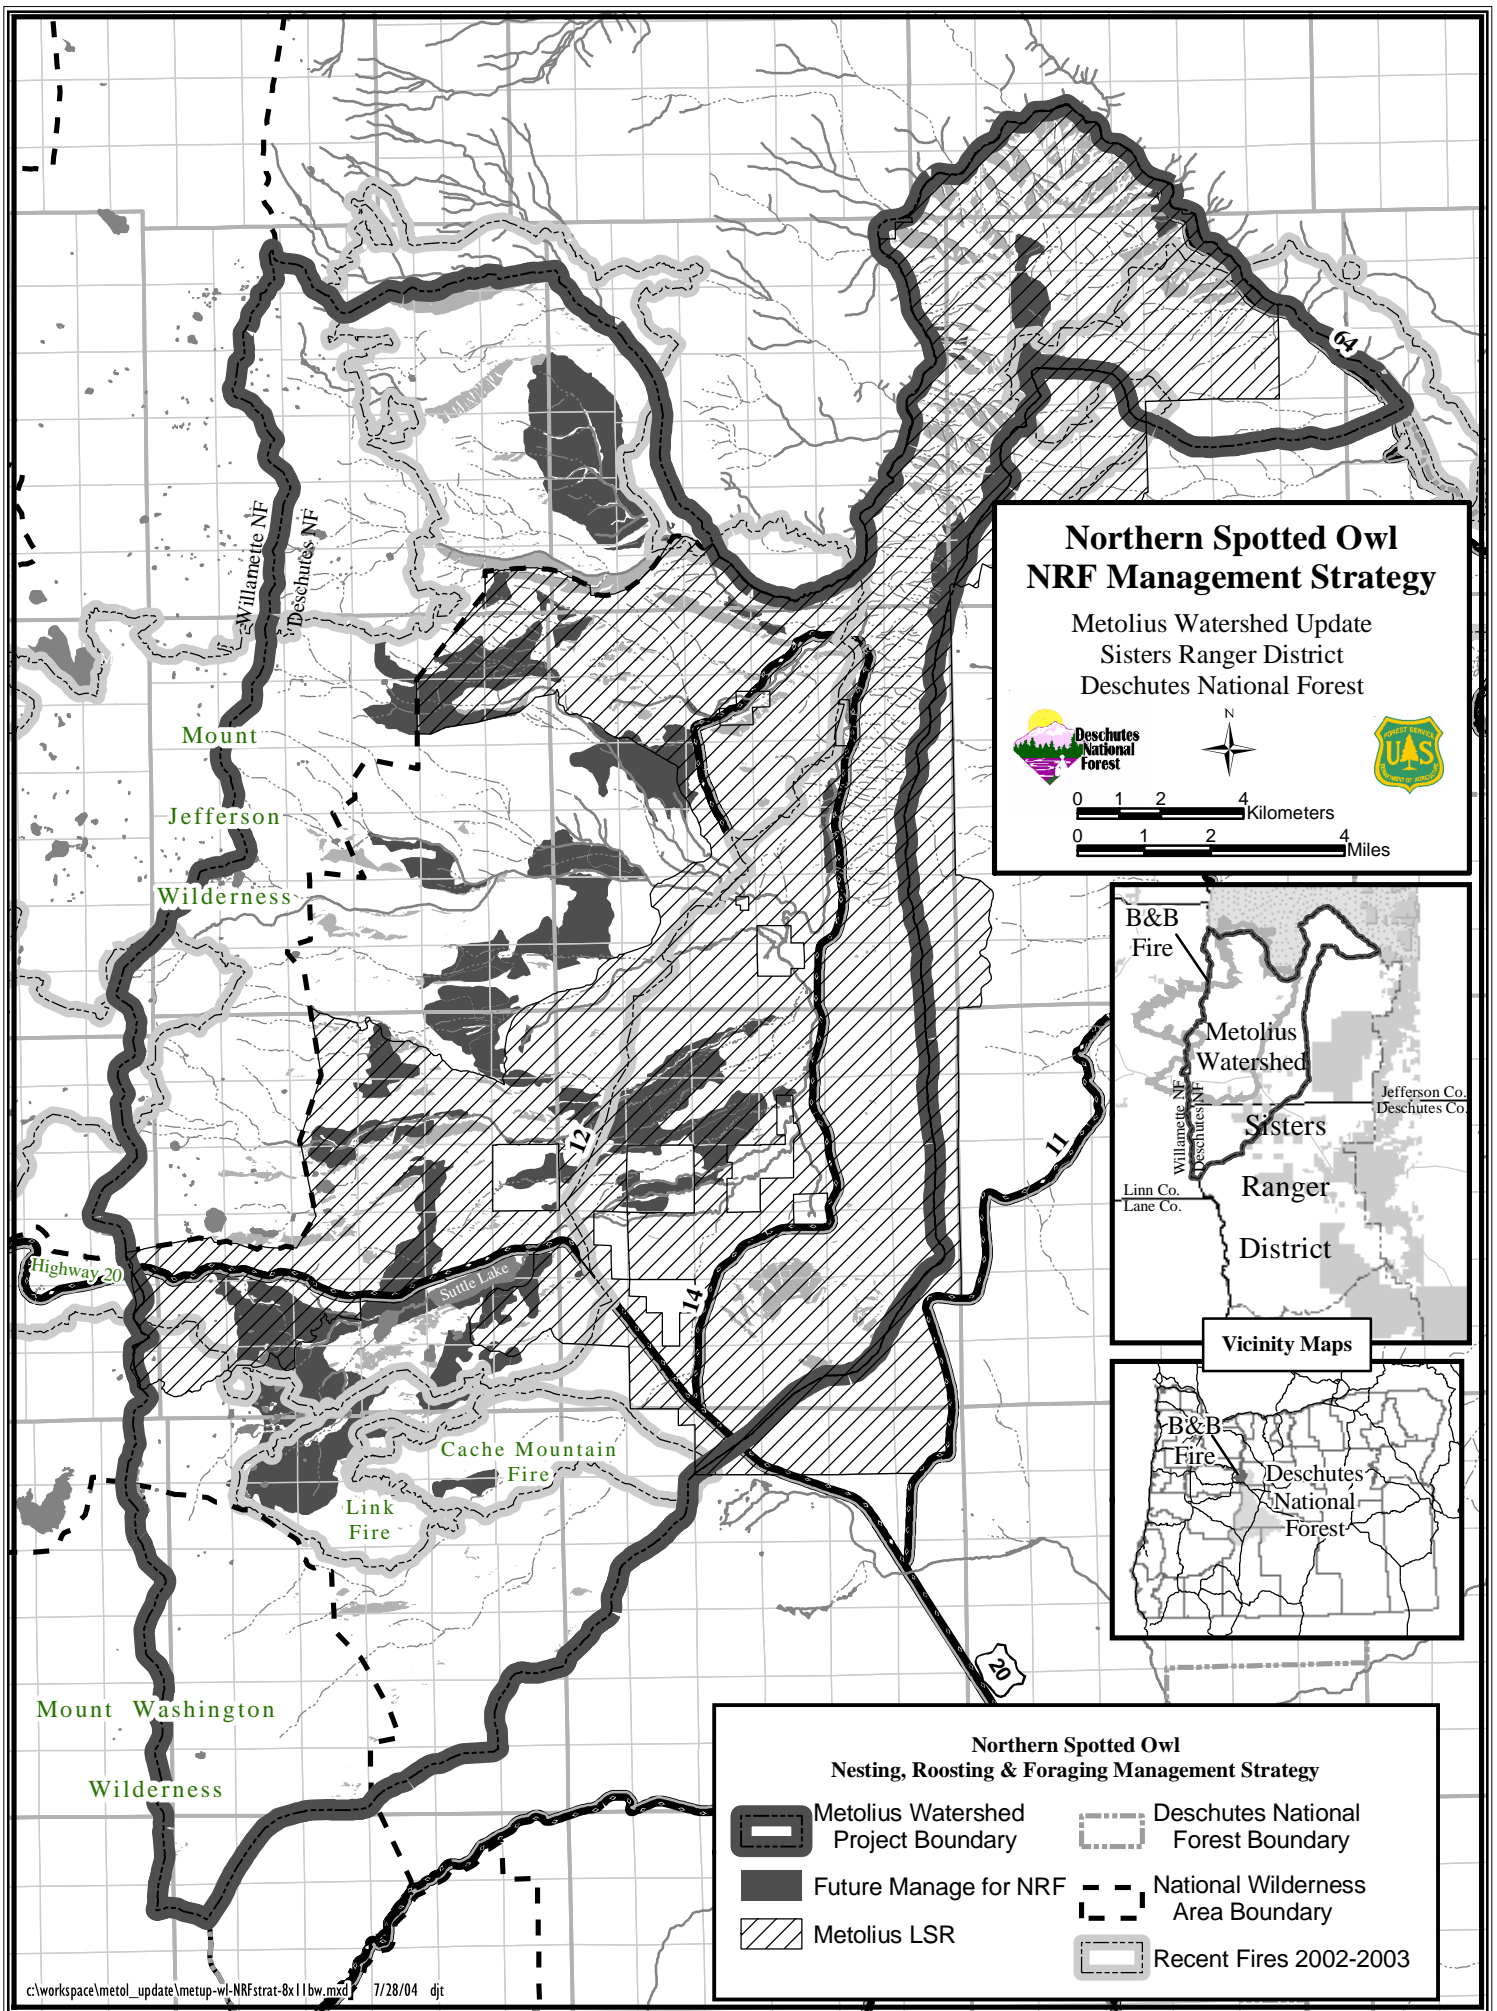 Northern Spotted Owl
NRF Management Strategy
Metolius Watershed Update
Sisters Ranger District
Deschutes National Forest
Deschutes
National
Forest
N
FOREST SERVICE
UAS
DEPARTMENT OF AGRICULTURE
0 1 2 4
Kilometers
0 1 2 4
Miles
64
Willamette NF
Deschutes NF
Mount
Jefferson
Wilderness
12
11
14
Highway 20
Suttle Lake
Cache Mountain
Fire
Link
Fire
20
Mount Washington
Wilderness
B&B
Fire
Metolius
Watershed
Willamette NF
Deschutes NF
Jefferson Co.
Deschutes Co.
Sisters
Ranger
District
Linn Co.
Lane Co.
Vicinity Maps
B&B
Fire
Deschutes
National
Forest
Northern Spotted Owl
Nesting, Roosting & Foraging Management Strategy
Metolius Watershed
Project Boundary
Future Manage for NRF
Metolius LSR
Deschutes National
Forest Boundary
National Wilderness
Area Boundary
Recent Fires 2002-2003
c:\workspace\metol_update\metup-wl-NRFstrat-8x11bw.mxd 7/28/04 djt